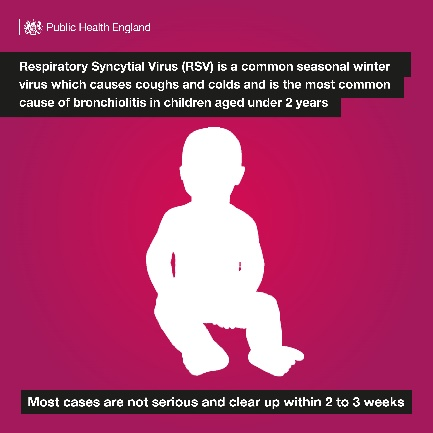 Public Health England
Respiratory Syncytial Virus (RSV) is a common seasonal winter
virus which causes coughs and colds and is the most common
cause of bronchiolitis in children aged under 2 years
Most cases are not serious and clear up within 2 to 3 weeks